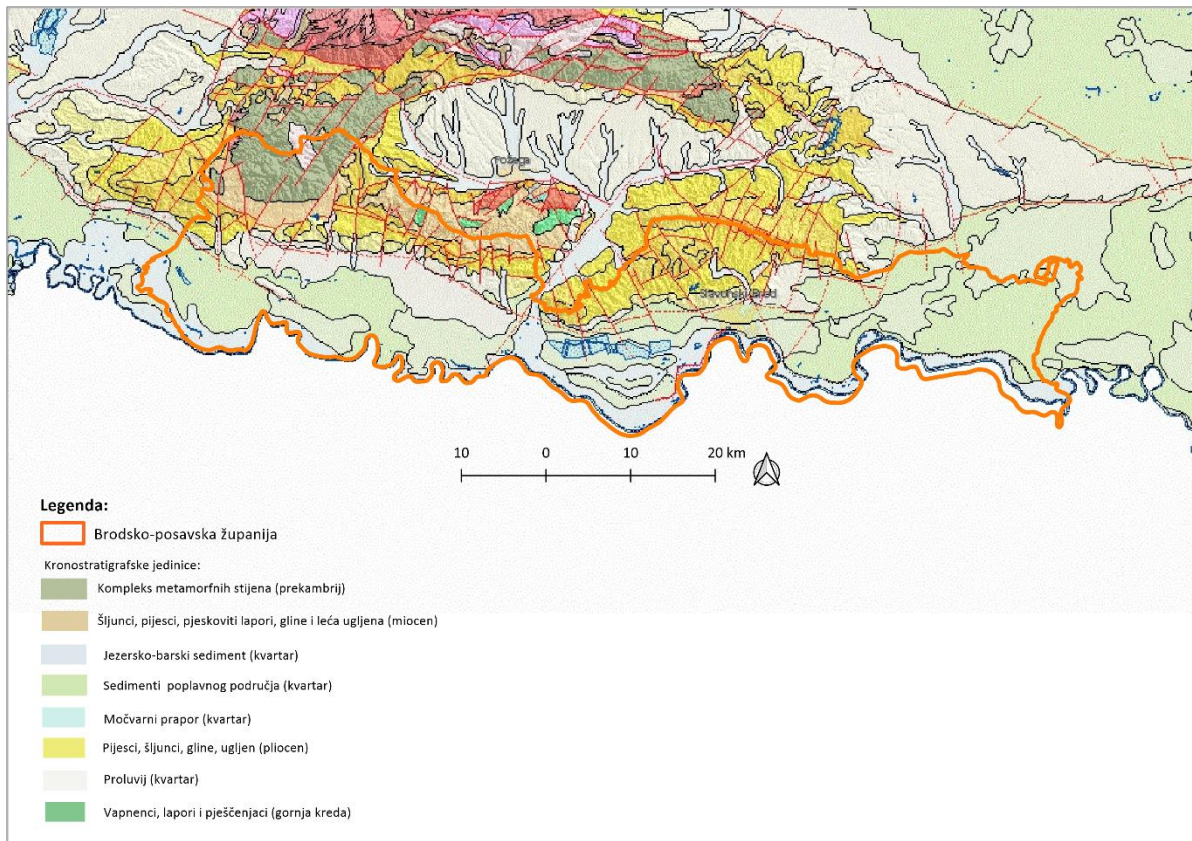 Požega
Slavonski Brod
10 0 10 20 km
Legenda:
Brodsko-posavska županija
Kronostratigrafske jedinice:
Kompleks metamorfnih stijena (prekambrij)
Šljunci, pijesci, pjeskoviti lapori, gline i leća ugljena (miocen)
Jezersko-barski sediment (kvartar)
Sedimenti poplavnog područja (kvartar)
Močvarni prapor (kvartar)
Pijesci, šljunci, gline, ugljen (pliocen)
Proluvij (kvartar)
Vapnenci, lapori i pješčenjaci (gornja kreda)